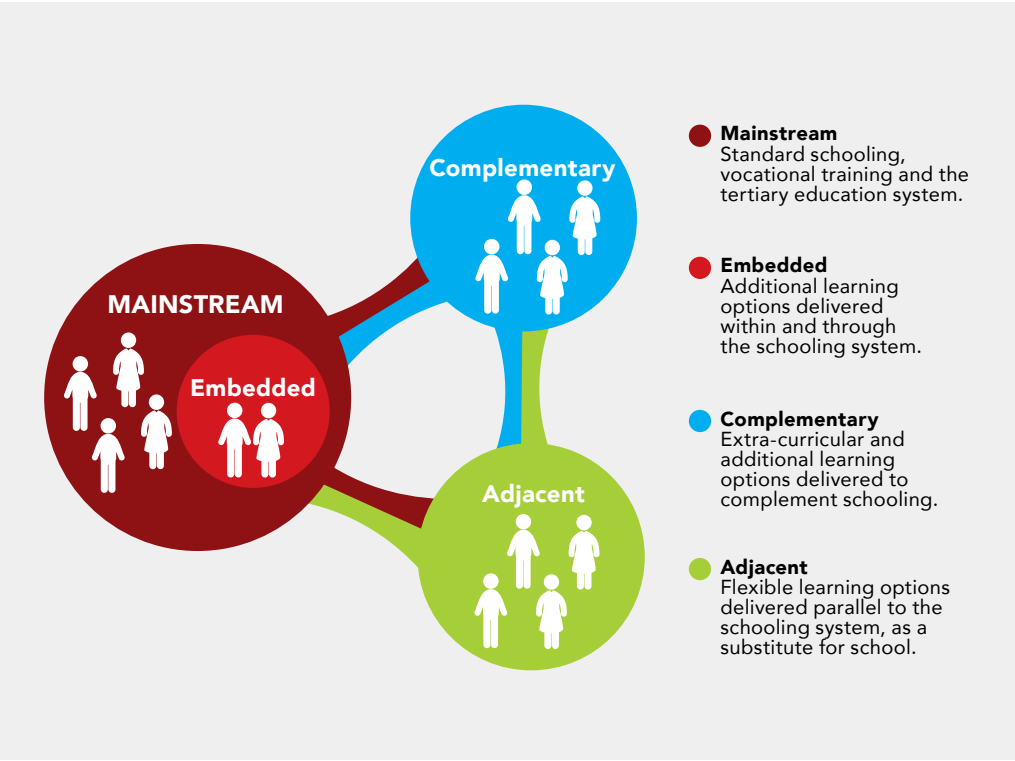 MAINSTREAM
Embedded
Complementary
Adjacent
Mainstream
Standard schooling,
vocational training and the
tertiary education system.
Embedded
Additional learning
options delivered
within and through
the schooling system.
Complementary
Extra-curricular and
additional learning
options delivered to
complement schooling.
Adjacent
Flexible learning options
delivered parallel to the
schooling system, as a
substitute for school.